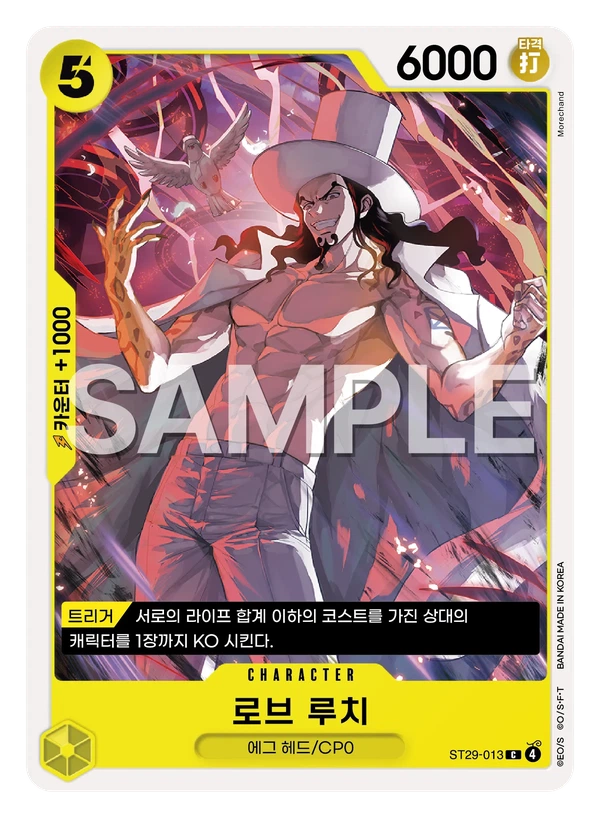 5
6000
타격
打
Morechand
카운터 +1000
SAMPLE
트리거 서로의 라이프 합계 이하의 코스트를 가진 상대의
캐릭터를 1장까지 KO 시킨다.
CHARACTER
로브 루치
에그 헤드/CP0
ST29-013 C 4
©EO/S ©O/S·F·T BANDAI MADE IN KOREA